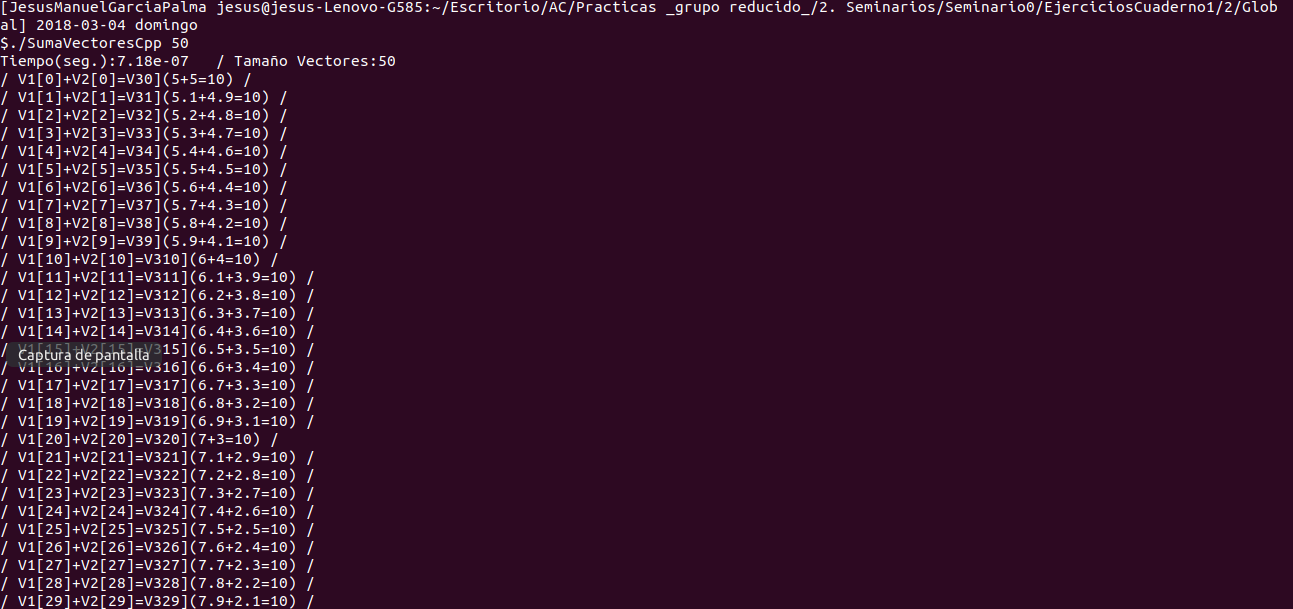 [JesusManuelGarciaPalma jesus@jesus-Lenovo-G585:~/Escritorio/AC/Practicas _grupo reducido_/2. Seminarios/Seminario0/EjerciciosCuaderno1/2/Glob
al] 2018-03-04 domingo
$./SumaVectoresCpp 50
Tiempo(seg.):7.18e-07   / Tamaño Vectores:50
/ V1[0]+V2[0]=V30](5+5=10) /
/ V1[1]+V2[1]=V31](5.1+4.9=10) /
/ V1[2]+V2[2]=V32](5.2+4.8=10) /
/ V1[3]+V2[3]=V33](5.3+4.7=10) /
/ V1[4]+V2[4]=V34](5.4+4.6=10) /
/ V1[5]+V2[5]=V35](5.5+4.5=10) /
/ V1[6]+V2[6]=V36](5.6+4.4=10) /
/ V1[7]+V2[7]=V37](5.7+4.3=10) /
/ V1[8]+V2[8]=V38](5.8+4.2=10) /
/ V1[9]+V2[9]=V39](5.9+4.1=10) /
/ V1[10]+V2[10]=V310](6+4=10) /
/ V1[11]+V2[11]=V311](6.1+3.9=10) /
/ V1[12]+V2[12]=V312](6.2+3.8=10) /
/ V1[13]+V2[13]=V313](6.3+3.7=10) /
/ V1[14]+V2[14]=V314](6.4+3.6=10) /
/ V1[15]+V2[15]=V315](6.5+3.5=10) /
Captura de pantalla
/ V1[16]+V2[16]=V316](6.6+3.4=10) /
/ V1[17]+V2[17]=V317](6.7+3.3=10) /
/ V1[18]+V2[18]=V318](6.8+3.2=10) /
/ V1[19]+V2[19]=V319](6.9+3.1=10) /
/ V1[20]+V2[20]=V320](7+3=10) /
/ V1[21]+V2[21]=V321](7.1+2.9=10) /
/ V1[22]+V2[22]=V322](7.2+2.8=10) /
/ V1[23]+V2[23]=V323](7.3+2.7=10) /
/ V1[24]+V2[24]=V324](7.4+2.6=10) /
/ V1[25]+V2[25]=V325](7.5+2.5=10) /
/ V1[26]+V2[26]=V326](7.6+2.4=10) /
/ V1[27]+V2[27]=V327](7.7+2.3=10) /
/ V1[28]+V2[28]=V328](7.8+2.2=10) /
/ V1[29]+V2[29]=V329](7.9+2.1=10) /